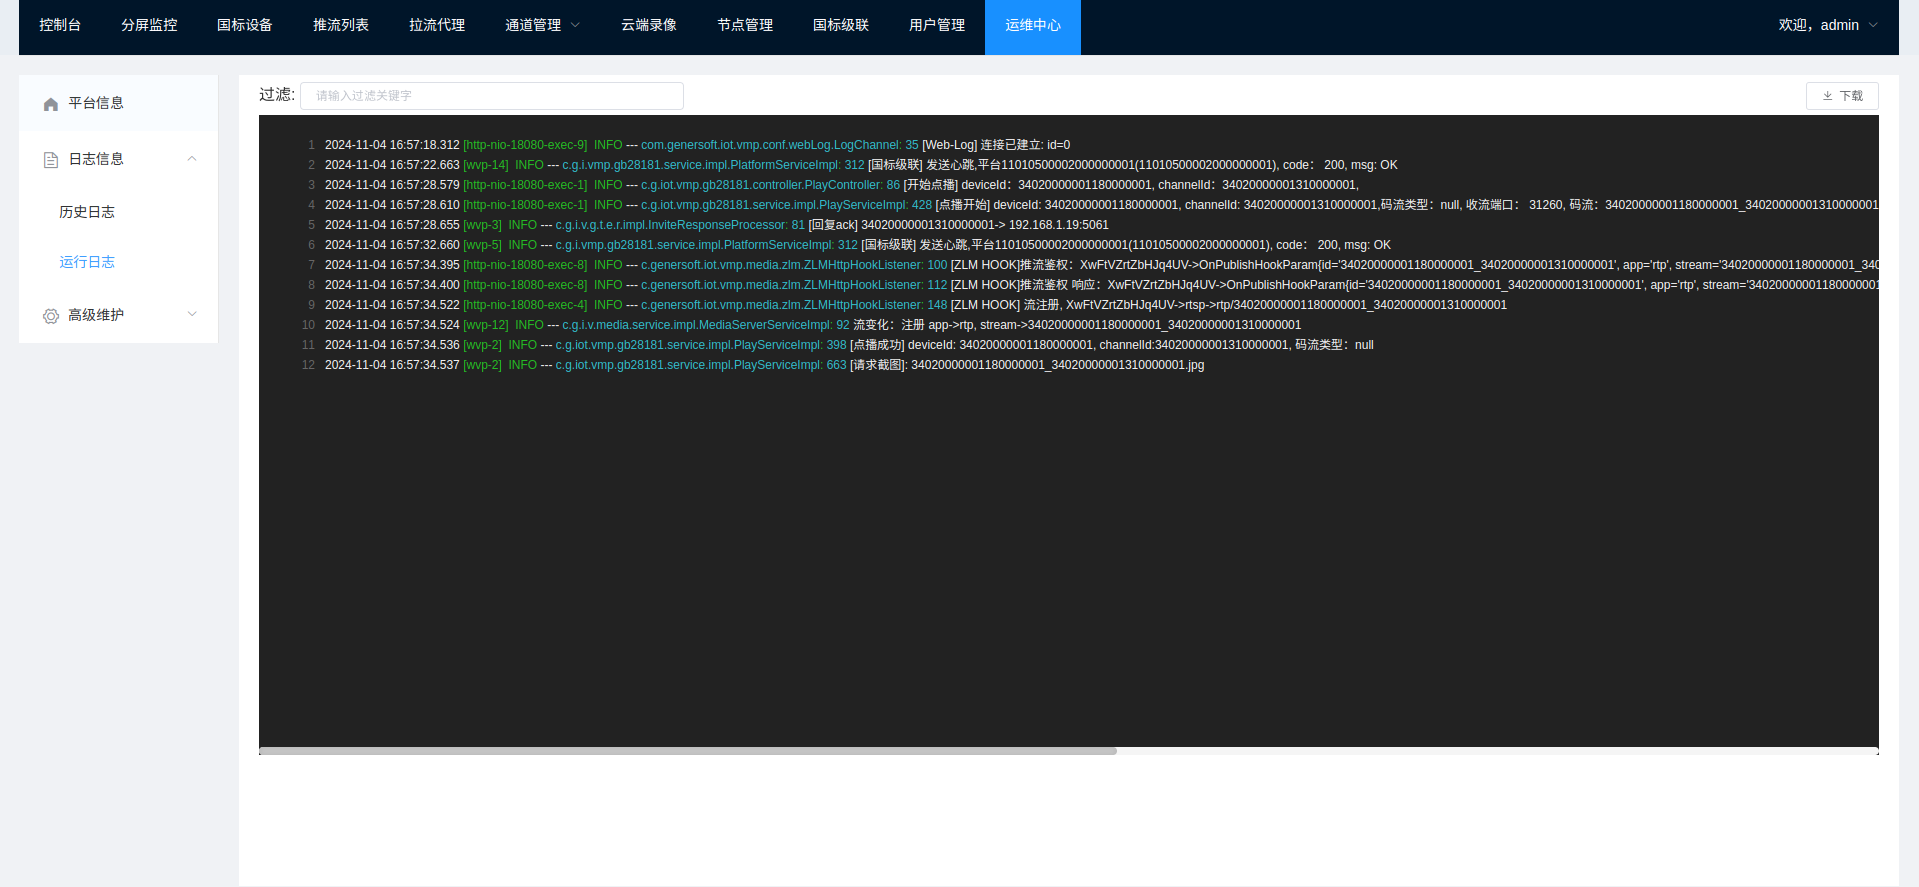 控制台 分屏监控 国标设备 推流列表 拉流代理 通道管理 云端录像 节点管理 国标级联 用户管理 运维中心 欢迎，admin
平台信息
日志信息
历史日志
运行日志
高级维护
过滤: 请输入过滤关键字 下载
1 2024-11-04 16:57:18.312 [http-nio-18080-exec-9] INFO --- com.genersoft.iot.vmp.conf.webLog.LogChannel: 35 [Web-Log] 连接已建立: id=0
2 2024-11-04 16:57:22.663 [wvp-14] INFO --- c.g.i.vmp.gb28181.service.impl.PlatformServiceImpl: 312 [国标级联] 发送心跳,平台11010500002000000001(11010500002000000001), code： 200, msg: OK
3 2024-11-04 16:57:28.579 [http-nio-18080-exec-1] INFO --- c.g.iot.vmp.gb28181.controller.PlayController: 86 [开始点播] deviceId：34020000001180000001, channelId：34020000001310000001,
4 2024-11-04 16:57:28.610 [http-nio-18080-exec-1] INFO --- c.g.iot.vmp.gb28181.service.impl.PlayServiceImpl: 428 [点播开始] deviceId: 34020000001180000001, channelId: 34020000001310000001,码流类型：null, 收流端口： 31260, 码流：34020000001180000001_34020000001310000001
5 2024-11-04 16:57:28.655 [wvp-3] INFO --- c.g.i.v.g.t.e.r.impl.InviteResponseProcessor: 81 [回复ack] 34020000001310000001-> 192.168.1.19:5061
6 2024-11-04 16:57:32.660 [wvp-5] INFO --- c.g.i.vmp.gb28181.service.impl.PlatformServiceImpl: 312 [国标级联] 发送心跳,平台11010500002000000001(11010500002000000001), code： 200, msg: OK
7 2024-11-04 16:57:34.395 [http-nio-18080-exec-8] INFO --- c.genersoft.iot.vmp.media.zlm.ZLMHttpHookListener: 100 [ZLM HOOK]推流鉴权：XwFtVZrtZbHJq4UV->OnPublishHookParam{id='34020000001180000001_34020000001310000001', app='rtp', stream='34020000001180000001_340
8 2024-11-04 16:57:34.400 [http-nio-18080-exec-8] INFO --- c.genersoft.iot.vmp.media.zlm.ZLMHttpHookListener: 112 [ZLM HOOK]推流鉴权 响应：XwFtVZrtZbHJq4UV->OnPublishHookParam{id='34020000001180000001_34020000001310000001', app='rtp', stream='34020000001180000001
9 2024-11-04 16:57:34.522 [http-nio-18080-exec-4] INFO --- c.genersoft.iot.vmp.media.zlm.ZLMHttpHookListener: 148 [ZLM HOOK] 流注册, XwFtVZrtZbHJq4UV->rtsp->rtp/34020000001180000001_34020000001310000001
10 2024-11-04 16:57:34.524 [wvp-12] INFO --- c.g.i.v.media.service.impl.MediaServerServiceImpl: 92 流变化：注册 app->rtp, stream->34020000001180000001_34020000001310000001
11 2024-11-04 16:57:34.536 [wvp-2] INFO --- c.g.iot.vmp.gb28181.service.impl.PlayServiceImpl: 398 [点播成功] deviceId: 34020000001180000001, channelId:34020000001310000001, 码流类型：null
12 2024-11-04 16:57:34.537 [wvp-2] INFO --- c.g.iot.vmp.gb28181.service.impl.PlayServiceImpl: 663 [请求截图]: 34020000001180000001_34020000001310000001.jpg